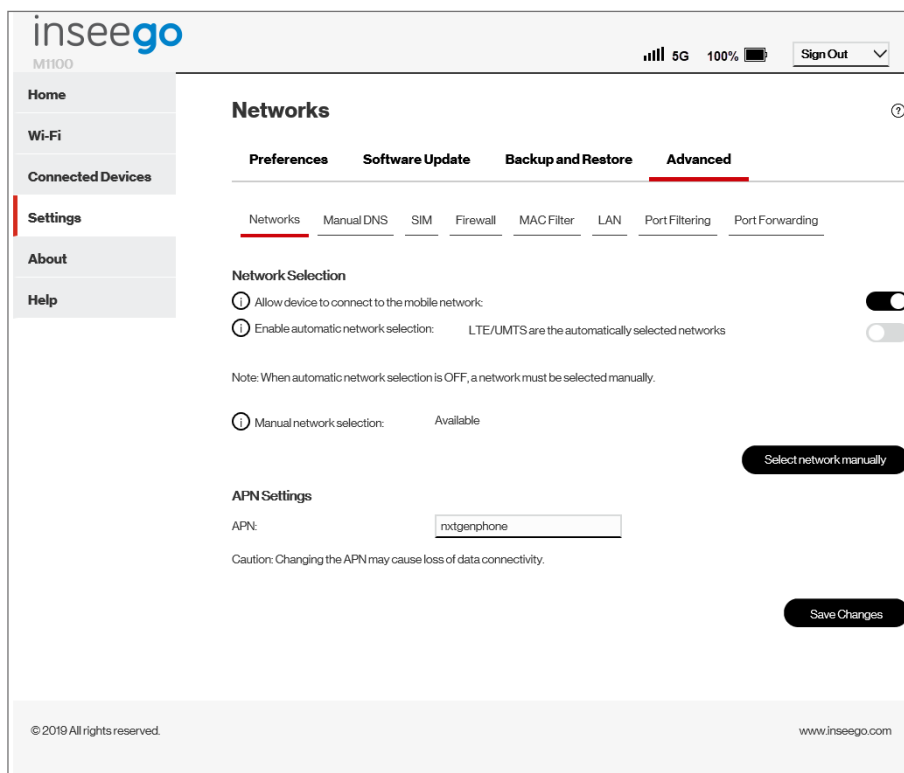 inseego
M1100
5G 100% Sign Out
Home
Wi-Fi
Connected Devices
Settings
About
Help
Networks
Preferences Software Update Backup and Restore Advanced
Networks Manual DNS SIM Firewall MAC Filter LAN Port Filtering Port Forwarding
Network Selection
Allow device to connect to the mobile network:
Enable automatic network selection: LTE/UMTS are the automatically selected networks
Note: When automatic network selection is OFF, a network must be selected manually.
Manual network selection: Available
Select network manually
APN Settings
APN: nxtgenphone
Caution: Changing the APN may cause loss of data connectivity.
Save Changes
© 2019 All rights reserved. www.inseego.com